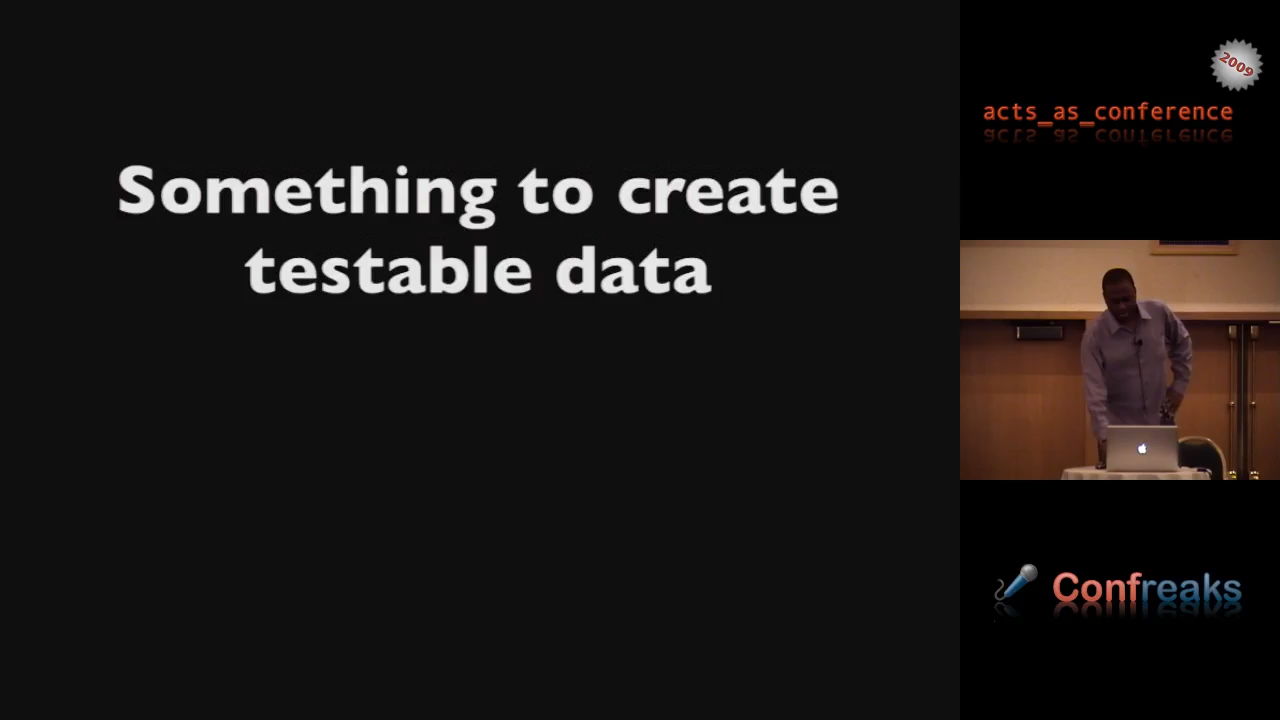 Something to create
testable data
2009
acts_as_conference
Confreaks